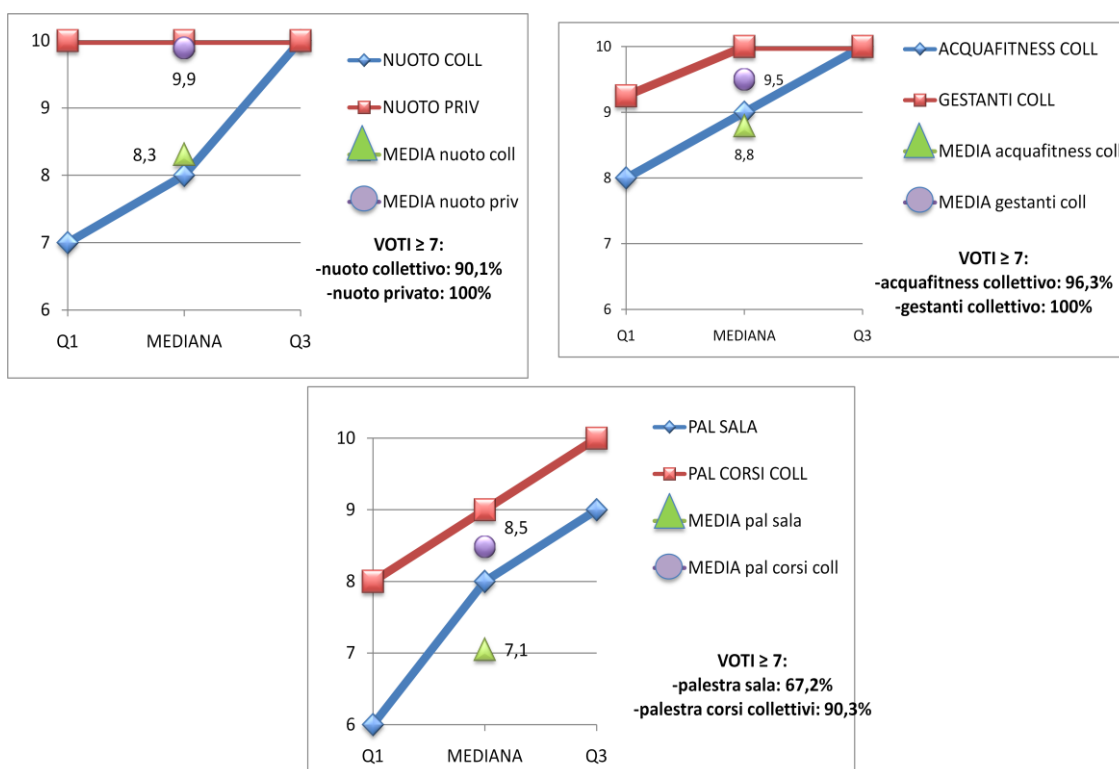 10
9
8
7
6
Q1
MEDIANA
Q3
9,9
8,3
NUOTO COLL
NUOTO PRIV
MEDIA nuoto coll
MEDIA nuoto priv
VOTI ≥ 7:
-nuoto collettivo: 90,1%
-nuoto privato: 100%
10
9
8
7
6
Q1
MEDIANA
Q3
9,5
8,8
ACQUAFITNESS COLL
GESTANTI COLL
MEDIA acquafitness coll
MEDIA gestanti coll
VOTI ≥ 7:
-acquafitness collettivo: 96,3%
-gestanti collettivo: 100%
10
9
8
7
6
Q1
MEDIANA
Q3
8,5
7,1
PAL SALA
PAL CORSI COLL
MEDIA pal sala
MEDIA pal corsi coll
VOTI ≥ 7:
-palestra sala: 67,2%
-palestra corsi collettivi: 90,3%